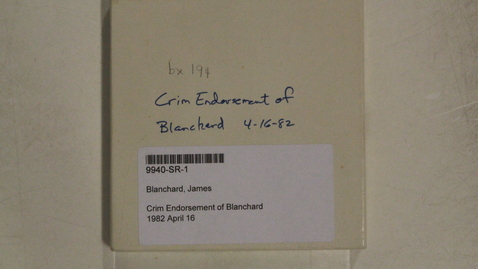 bx 194
Crim Endorsement of
Blanchard 4-16-82
9940-SR-1
Blanchard, James
Crim Endorsement of Blanchard
1982 April 16